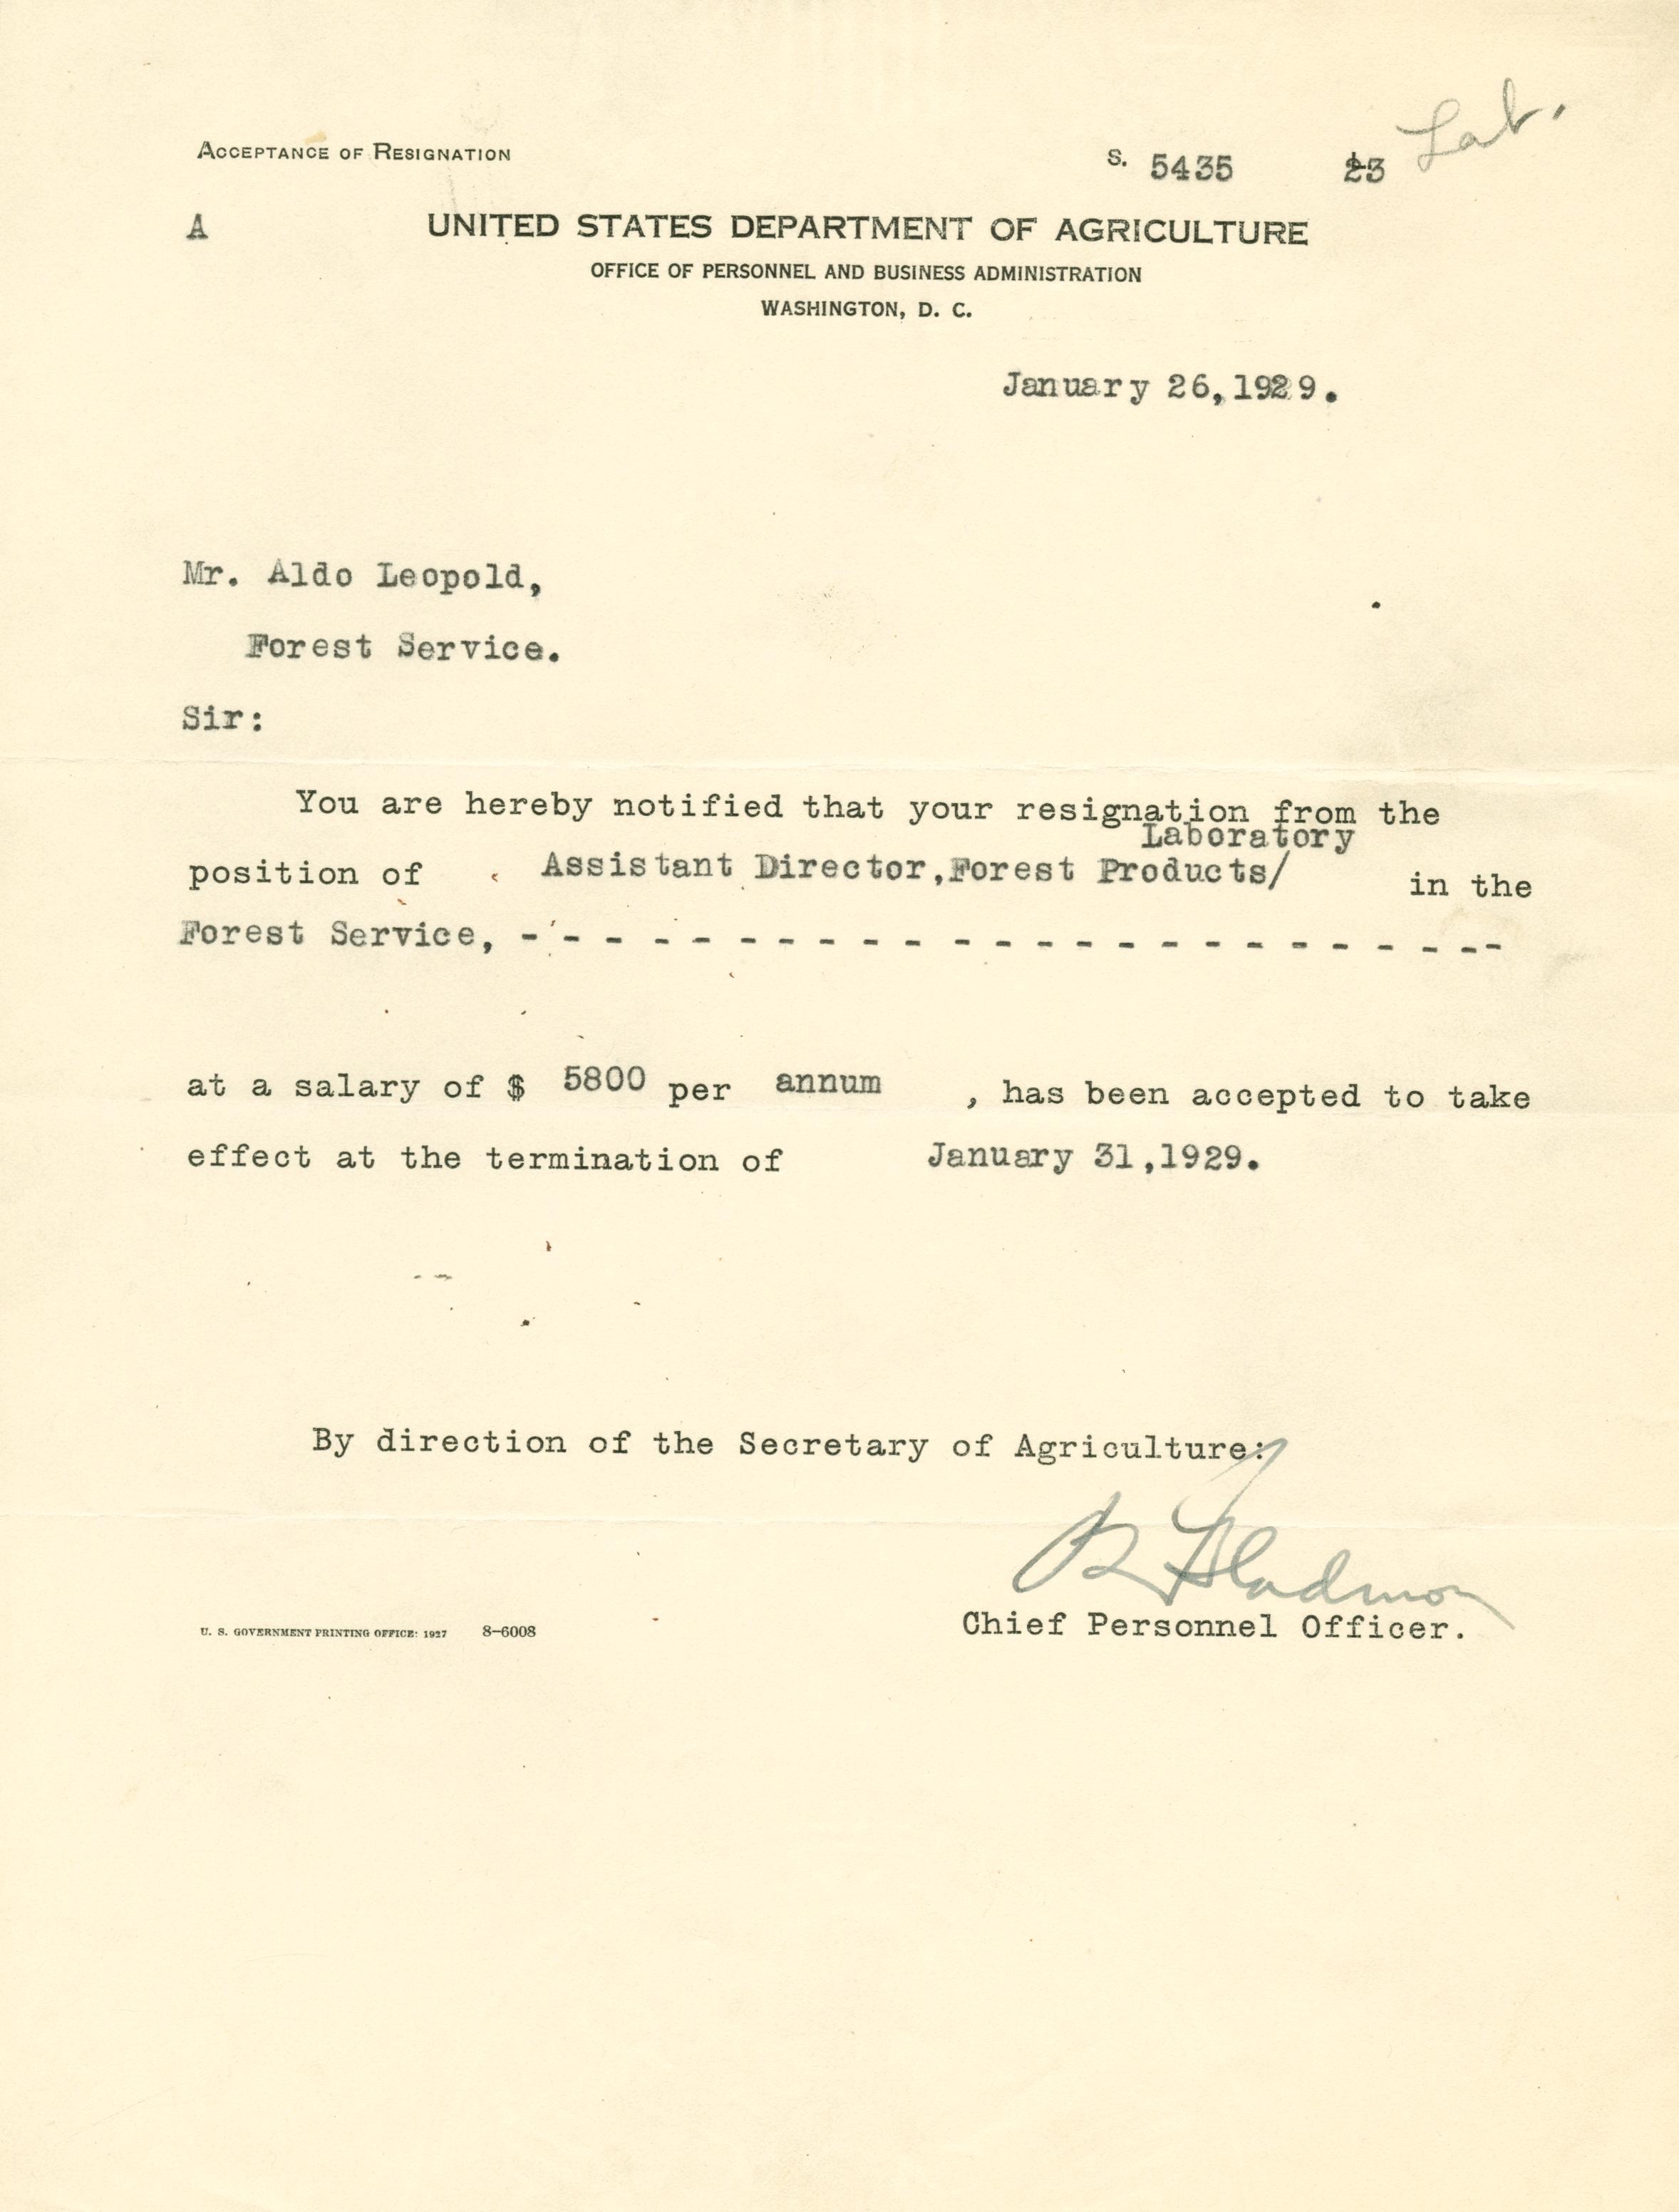 Lat.
ACCEPTANCE OF RESIGNATION
S. 5435 23
A
UNITED STATES DEPARTMENT OF AGRICULTURE
OFFICE OF PERSONNEL AND BUSINESS ADMINISTRATION
WASHINGTON, D. C.
January 26,1929.
Mr. Aldo Leopold,
Forest Service.
Sir:
You are hereby notified that your resignation from the
Laboratory
position of Assistant Director,Forest Products/ in the
Forest Service, - - - - - - - - - - - - - - - - - - - - - - - --
at a salary of $ 5800 per annum , has been accepted to take
effect at the termination of January 31,1929.
By direction of the Secretary of Agriculture:
Chief Personnel Officer.
U. S. GOVERNMENT PRINTING OFFICE: 1927 8-6008